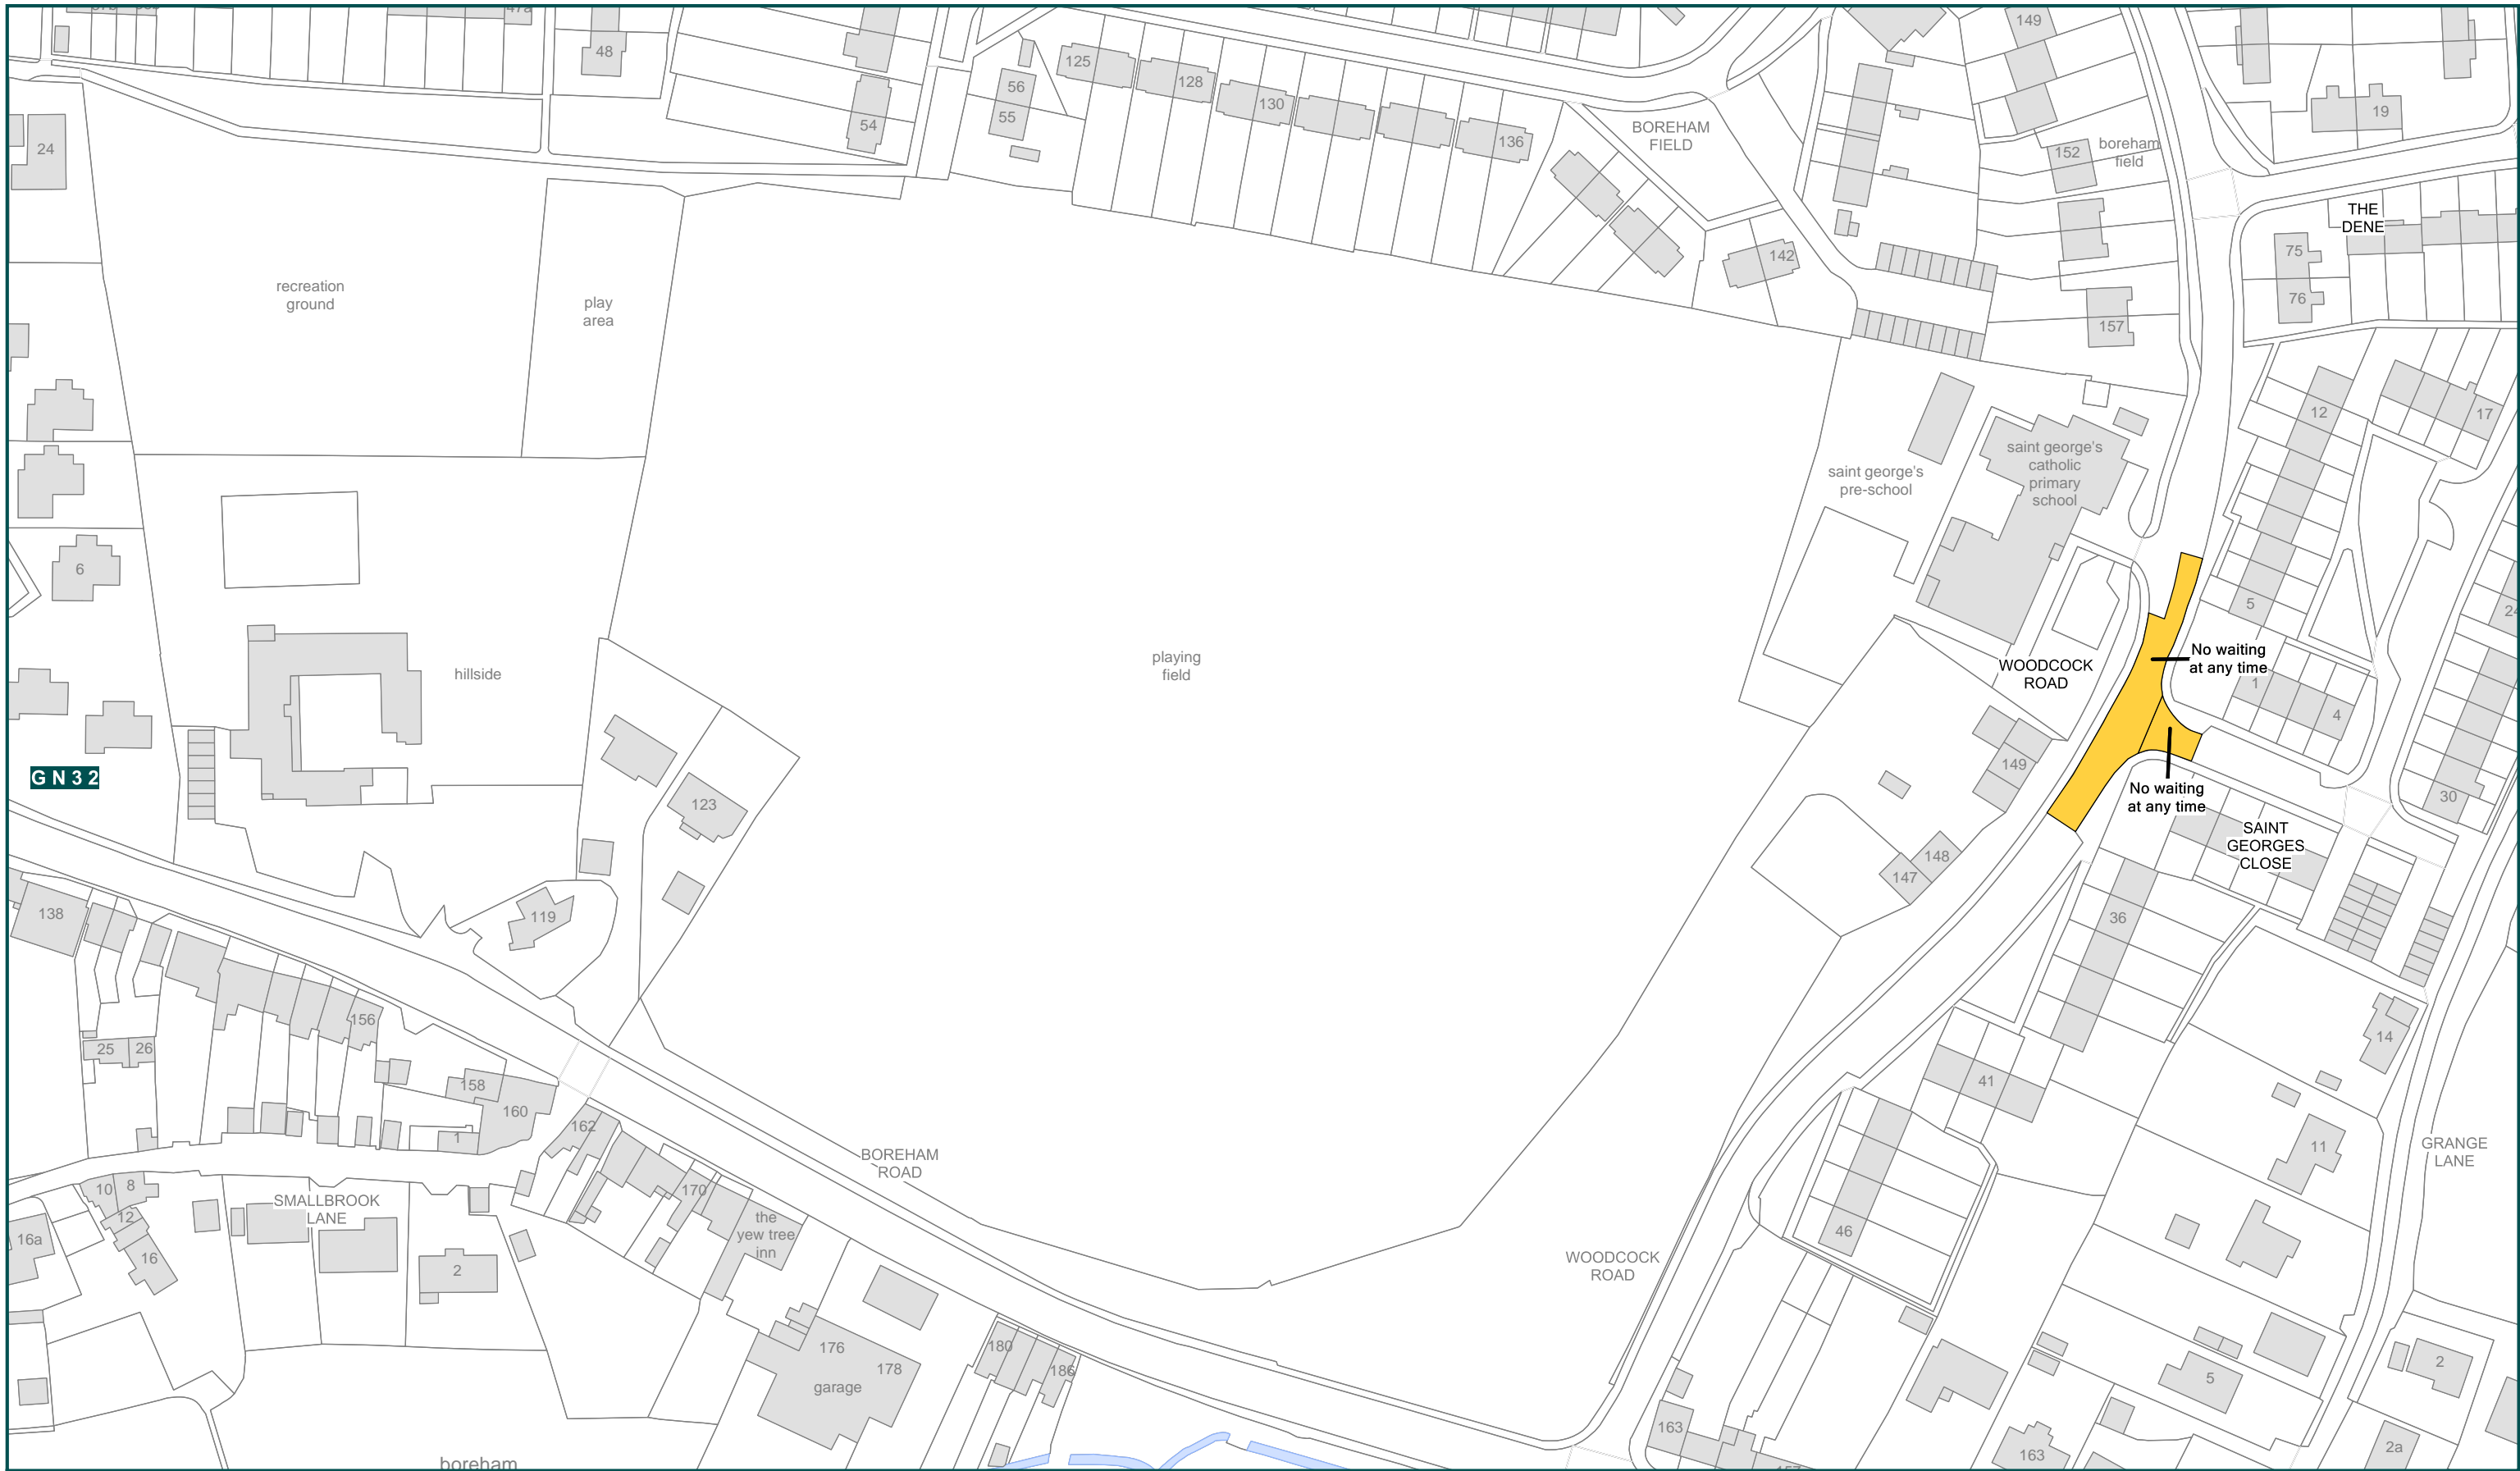 47a
48
149
24
54
56
55
125
128
130
136
BOREHAM
FIELD
142
152
boreham
field
157
19
THE
DENE
75
76
recreation
ground
play
area
12
17
saint george's
catholic
primary
school
saint george's
pre-school
6
5
hillside
playing
field
WOODCOCK
ROAD
No waiting
at any time
1
4
149
No waiting
at any time
30
GN32
123
SAINT
GEORGES
CLOSE
148
147
138
119
36
156
25
26
158
160
1
162
14
41
11
GRANGE
LANE
BOREHAM
ROAD
10
8
12
16
16a
SMALLBROOK
LANE
170
the
yew tree
inn
2
46
WOODCOCK
ROAD
176
178
garage
180
186
5
2
163
163
2a
boreham